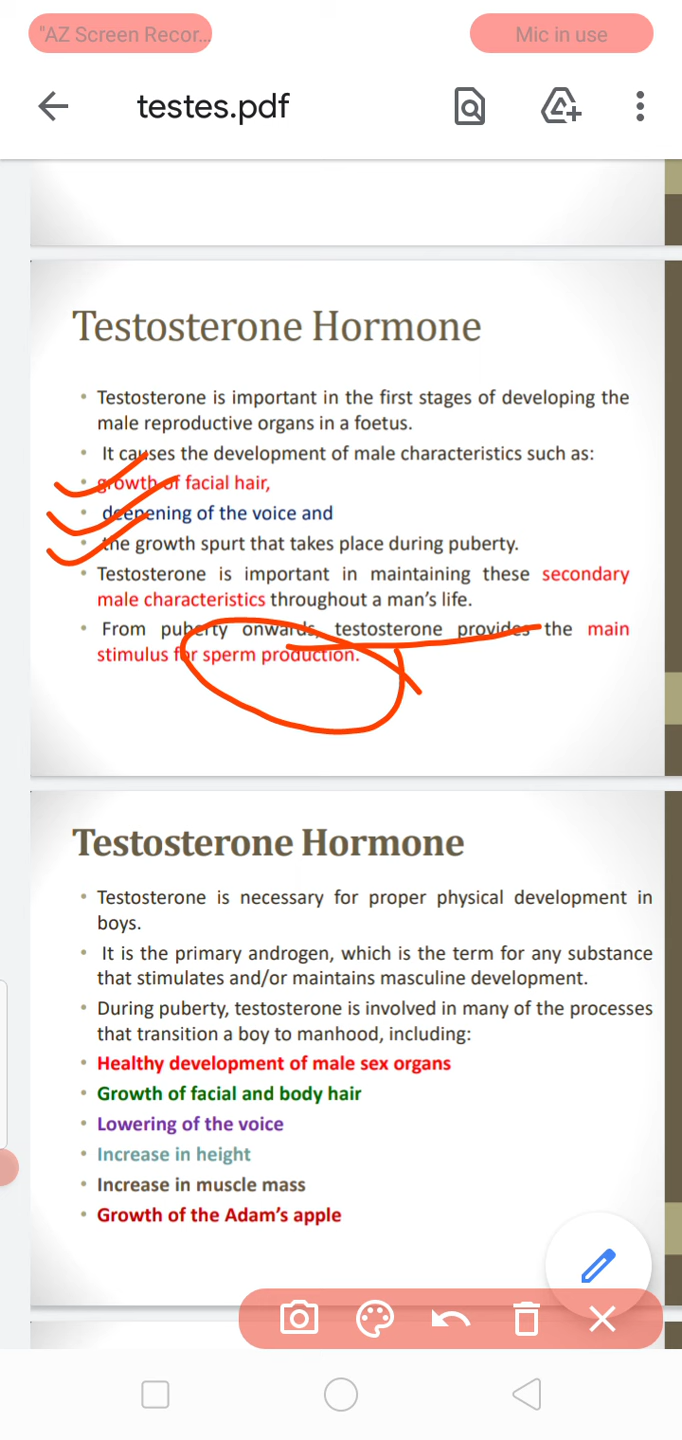 "AZ Screen Recor...
Mic in use
testes.pdf
Testosterone Hormone
• Testosterone is important in the first stages of developing the
male reproductive organs in a foetus.
• It causes the development of male characteristics such as:
• growth of facial hair,
• deepening of the voice and
• the growth spurt that takes place during puberty.
• Testosterone is important in maintaining these secondary
male characteristics throughout a man's life.
• From puberty onwards, testosterone provides the main
stimulus for sperm production.
Testosterone Hormone
• Testosterone is necessary for proper physical development in
boys.
• It is the primary androgen, which is the term for any substance
that stimulates and/or maintains masculine development.
• During puberty, testosterone is involved in many of the processes
that transition a boy to manhood, including:
• Healthy development of male sex organs
• Growth of facial and body hair
• Lowering of the voice
• Increase in height
• Increase in muscle mass
• Growth of the Adam's apple